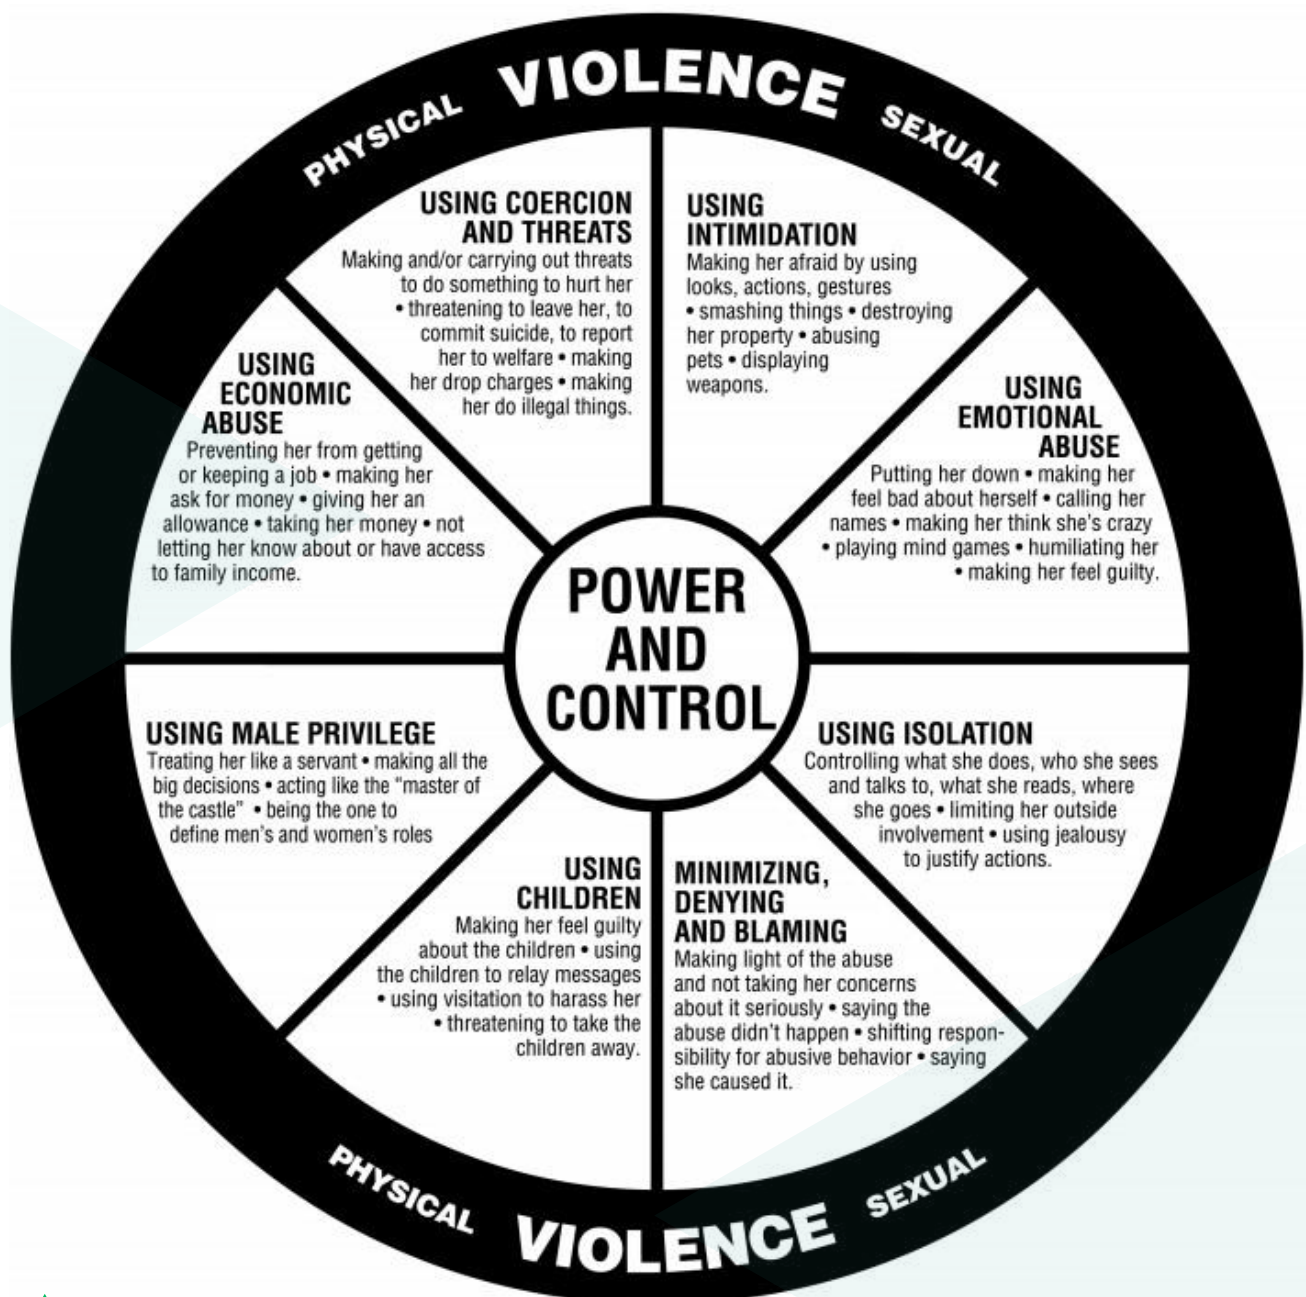 PHYSICAL VIOLENCE SEXUAL
USING COERCION
AND THREATS
Making and/or carrying out threats
to do something to hurt her
• threatening to leave her, to
commit suicide, to report
her to welfare • making
her drop charges • making
her do illegal things.
USING
INTIMIDATION
Making her afraid by using
looks, actions, gestures
• smashing things • destroying
her property • abusing
pets • displaying
weapons.
USING
ECONOMIC
ABUSE
Preventing her from getting
or keeping a job • making her
ask for money • giving her an
allowance • taking her money • not
letting her know about or have access
to family income.
USING
EMOTIONAL
ABUSE
Putting her down • making her
feel bad about herself • calling her
names • making her think she's crazy
• playing mind games • humiliating her
• making her feel guilty.
POWER
AND
CONTROL
USING MALE PRIVILEGE
Treating her like a servant • making all the
big decisions • acting like the "master of
the castle" • being the one to
define men's and women's roles
USING ISOLATION
Controlling what she does, who she sees
and talks to, what she reads, where
she goes • limiting her outside
involvement • using jealousy
to justify actions.
USING
CHILDREN
Making her feel guilty
about the children • using
the children to relay messages
• using visitation to harass her
• threatening to take the
children away.
MINIMIZING,
DENYING
AND BLAMING
Making light of the abuse
and not taking her concerns
about it seriously • saying the
abuse didn't happen • shifting respon-
sibility for abusive behavior • saying
she caused it.
PHYSICAL VIOLENCE SEXUAL